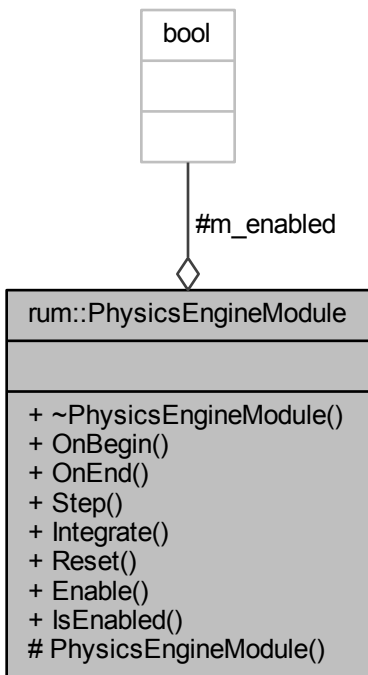 bool
#m_enabled
rum::PhysicsEngineModule
+ ~PhysicsEngineModule()
+ OnBegin()
+ OnEnd()
+ Step()
+ Integrate()
+ Reset()
+ Enable()
+ IsEnabled()
# PhysicsEngineModule()